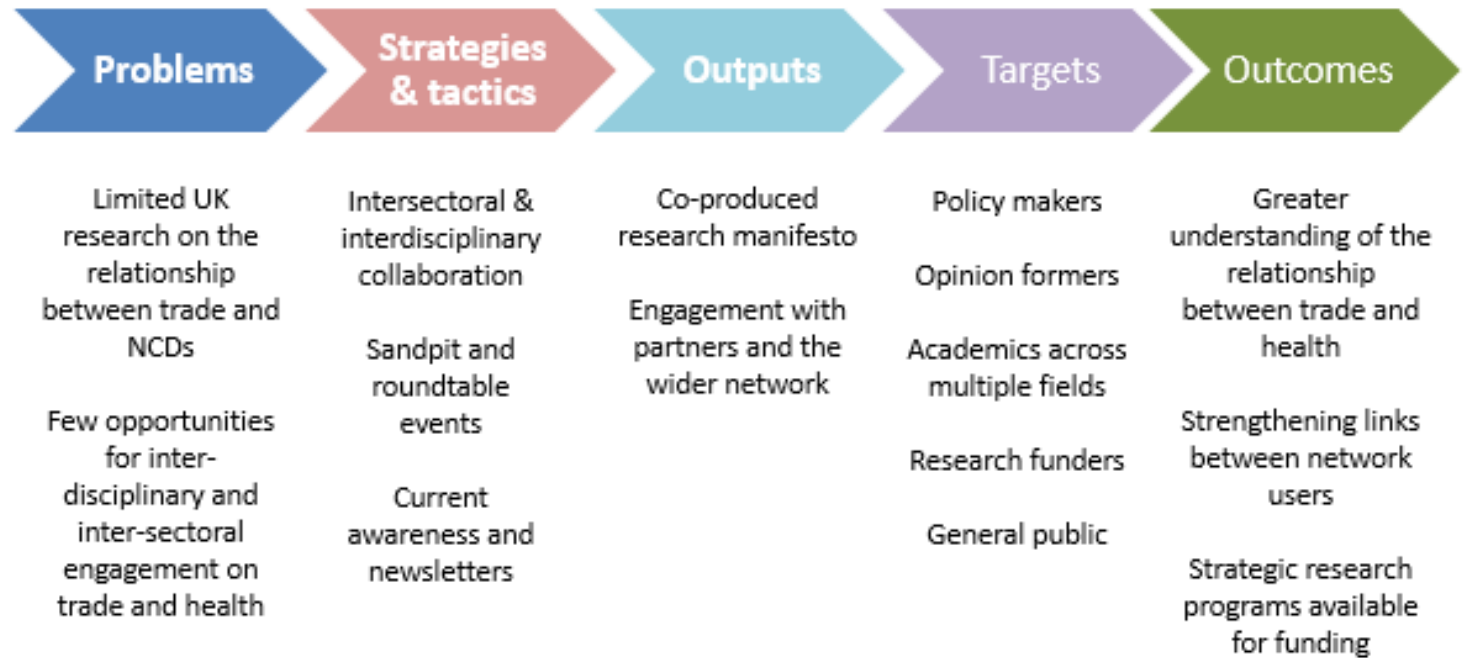 Problems
Strategies
& tactics
Outputs
Targets
Outcomes
Limited UK
research on the
relationship
between trade and
NCDs
Few opportunities
for inter-
disciplinary and
inter-sectoral
engagement on
trade and health
Intersectoral &
interdisciplinary
collaboration
Sandpit and
roundtable
events
Current
awareness and
newsletters
Co-produced
research manifesto
Engagement with
partners and the
wider network
Policy makers
Opinion formers
Academics across
multiple fields
Research funders
General public
Greater
understanding of the
relationship
between trade and
health
Strengthening links
between network
users
Strategic research
programs available
for funding